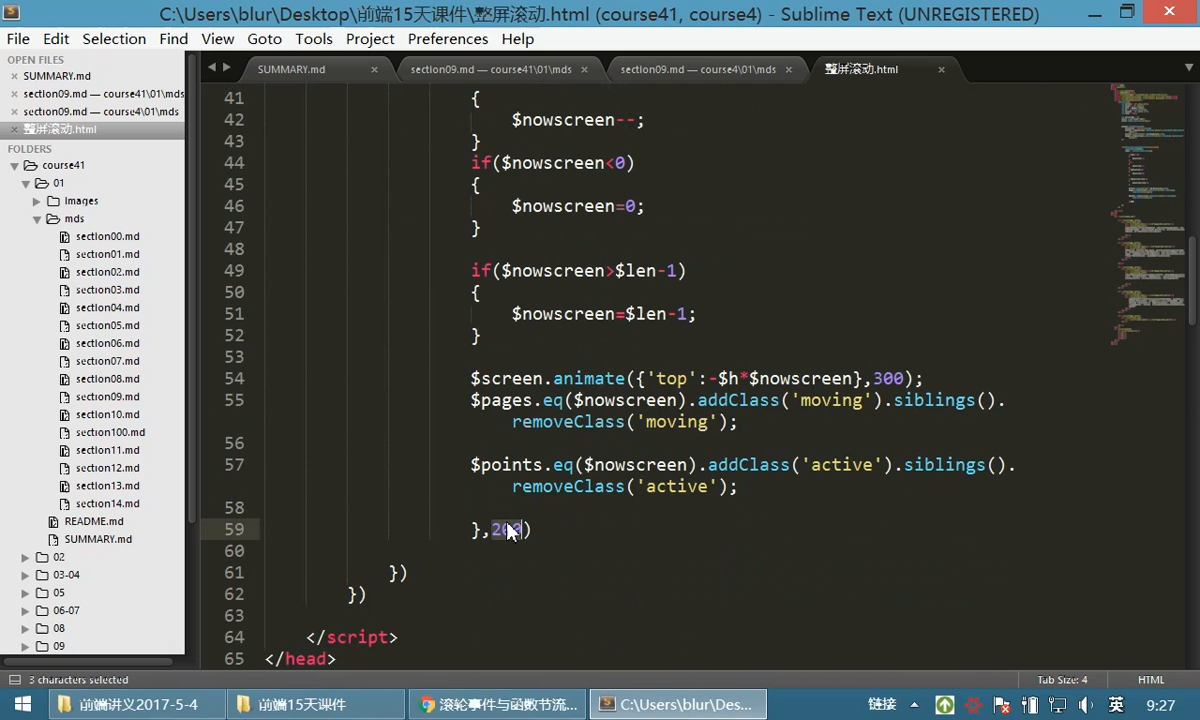 C:\Users\blur\Desktop\前端15天课件\整屏滚动.html (course41, course4) - Sublime Text (UNREGISTERED)
File Edit Selection Find View Goto Tools Project Preferences Help
OPEN FILES
SUMMARY.md
section09.md — course41\01\mds
section09.md — course4\01\mds
整屏滚动.html
FOLDERS
course41
01
Images
mds
section00.md
section01.md
section02.md
section03.md
section04.md
section05.md
section06.md
section07.md
section08.md
section09.md
section10.md
section100.md
section11.md
section12.md
section13.md
section14.md
README.md
SUMMARY.md
02
03-04
05
06-07
08
09
SUMMARY.md
section09.md — course41\01\mds
section09.md — course4\01\mds
整屏滚动.html
41 {
42 $nowscreen--;
43 }
44 if($nowscreen<0)
45 {
46 $nowscreen=0;
47 }
48
49 if($nowscreen>$len-1)
50 {
51 $nowscreen=$len-1;
52 }
53
54 $screen.animate({'top':-$h*$nowscreen},300);
55 $pages.eq($nowscreen).addClass('moving').siblings().
removeClass('moving');
56
57 $points.eq($nowscreen).addClass('active').siblings().
removeClass('active');
58
59 },200)
60
61 })
62 })
63
64 </script>
65 </head>
3 characters selected
Tab Size: 4
HTML
前端讲义2017-5-4
前端15天课件
滚轮事件与函数节流...
C:\Users\blur\Des...
链接
英
9:27